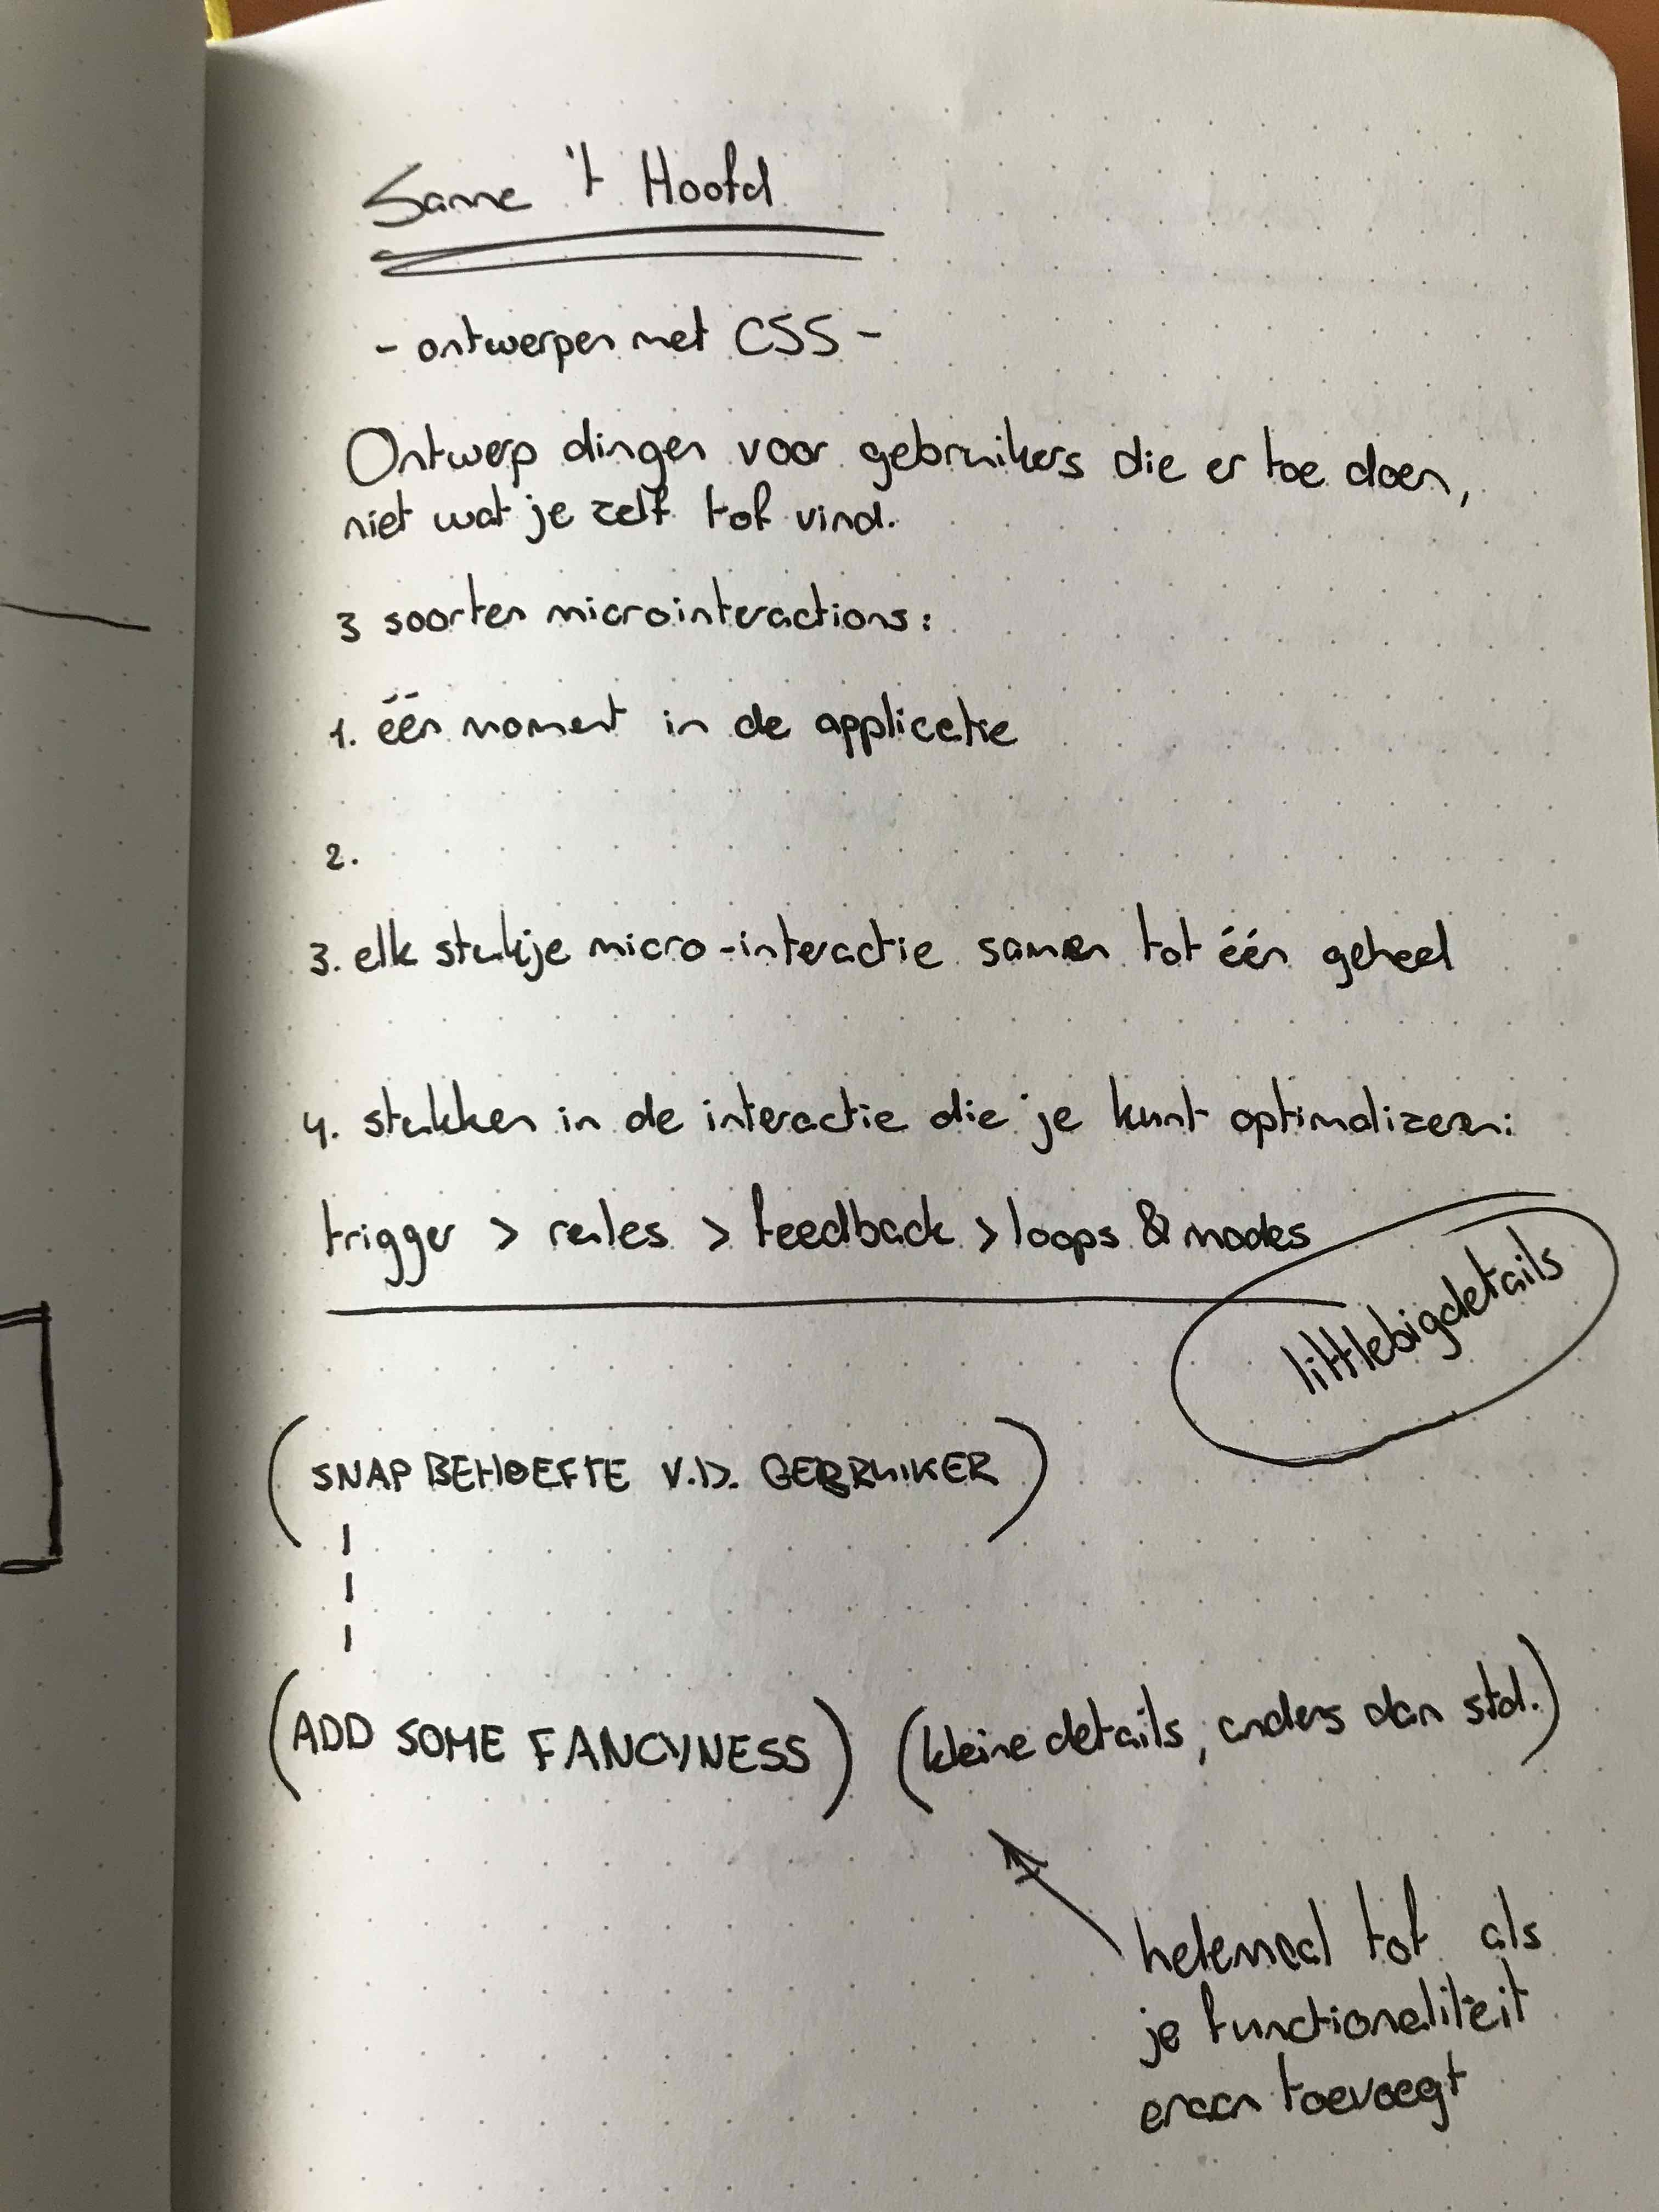 Sanne 't Hooft
- ontwerpen met CSS -
Ontwerp dingen voor gebruikers die er toe doen,
niet wat je zelf tof vind.
3 soorten microinteractions:
1. één moment in de applicatie
2.
3. elk stukje micro-interactie samen tot één geheel
4. stukken in de interactie die je kunt optimalizeren:
trigger > rules > feedback > loops & modes
littlebigdetails
(SNAP BEHOEFTE V.D. GEBRUIKER)
(ADD SOME FANCYNESS) (kleine details, anders dan std.)
helemaal tof als
je functionaliteit
eraan toevoegt